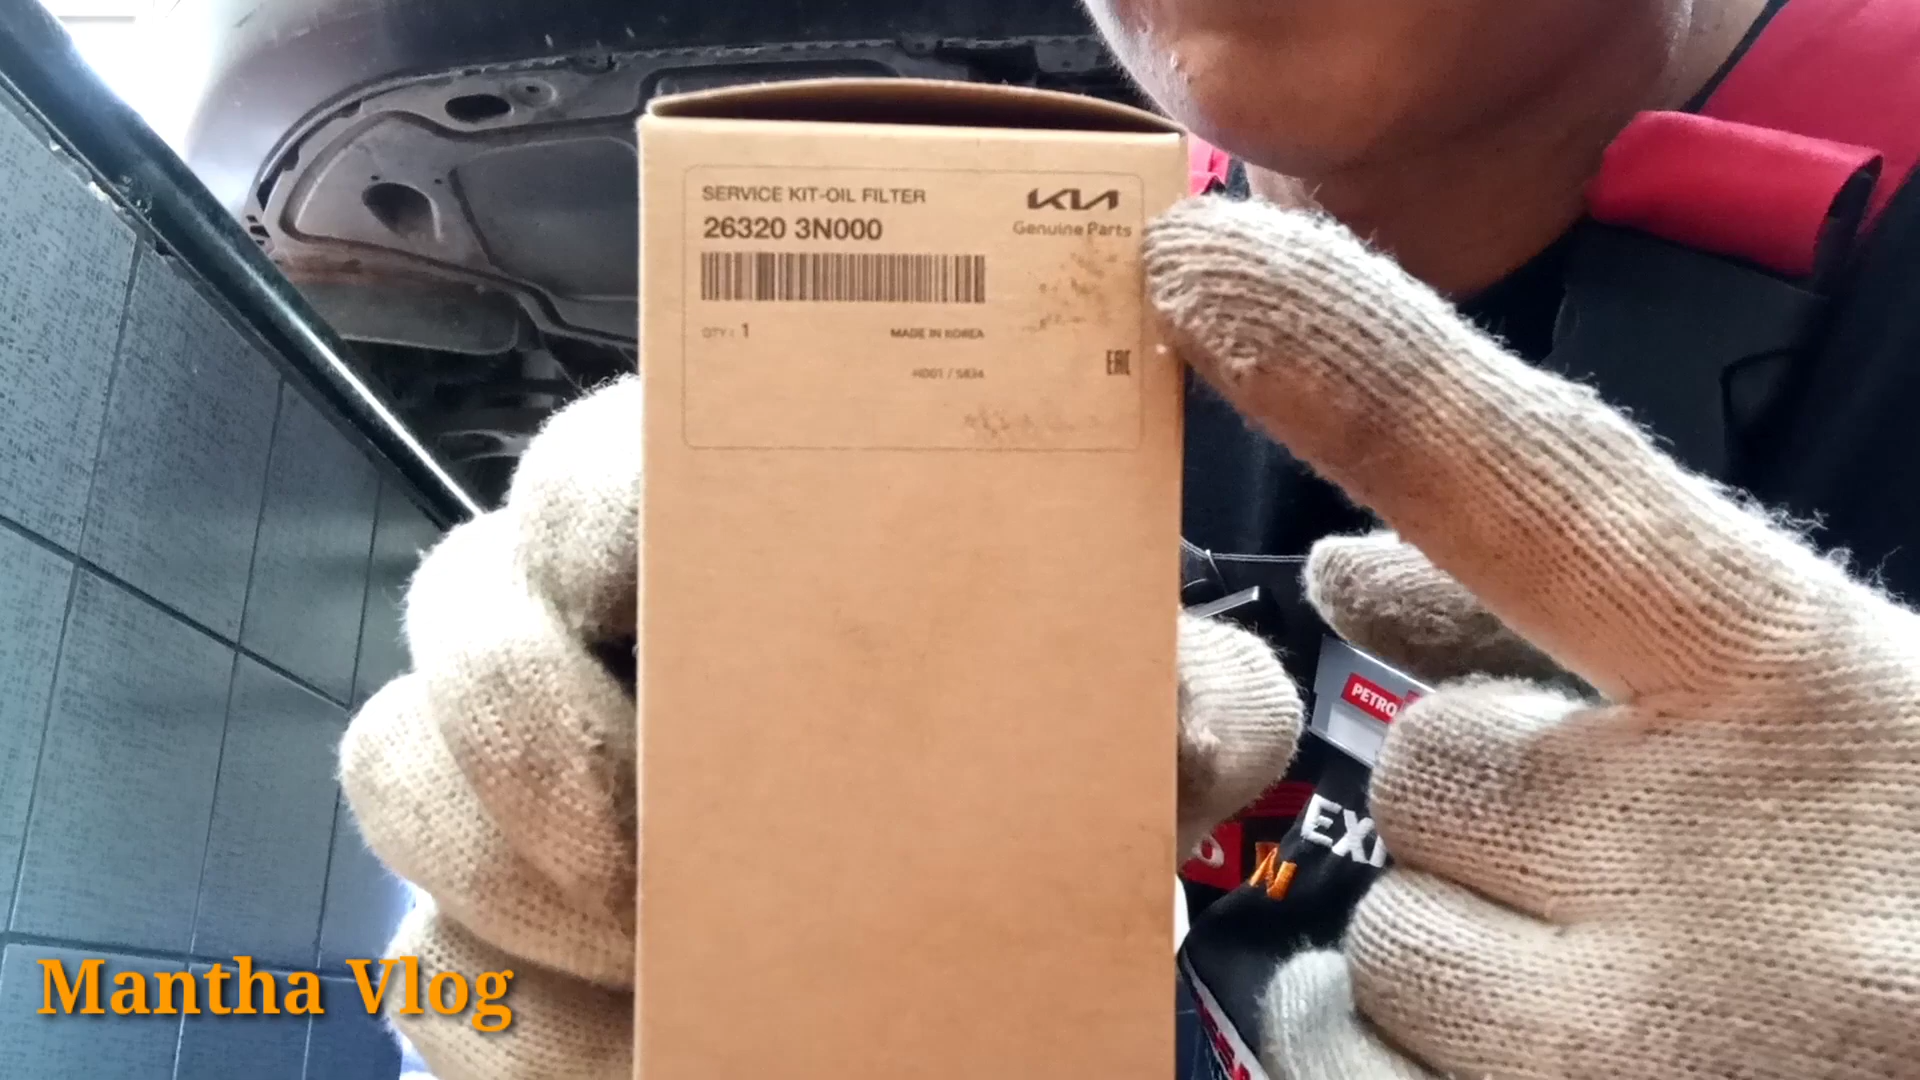 SERVICE KIT-OIL FILTER
26320 3N000
KIA
Genuine Parts
QTY : 1
MADE IN KOREA
EAC
PETRO
EX
N
Mantha Vlog